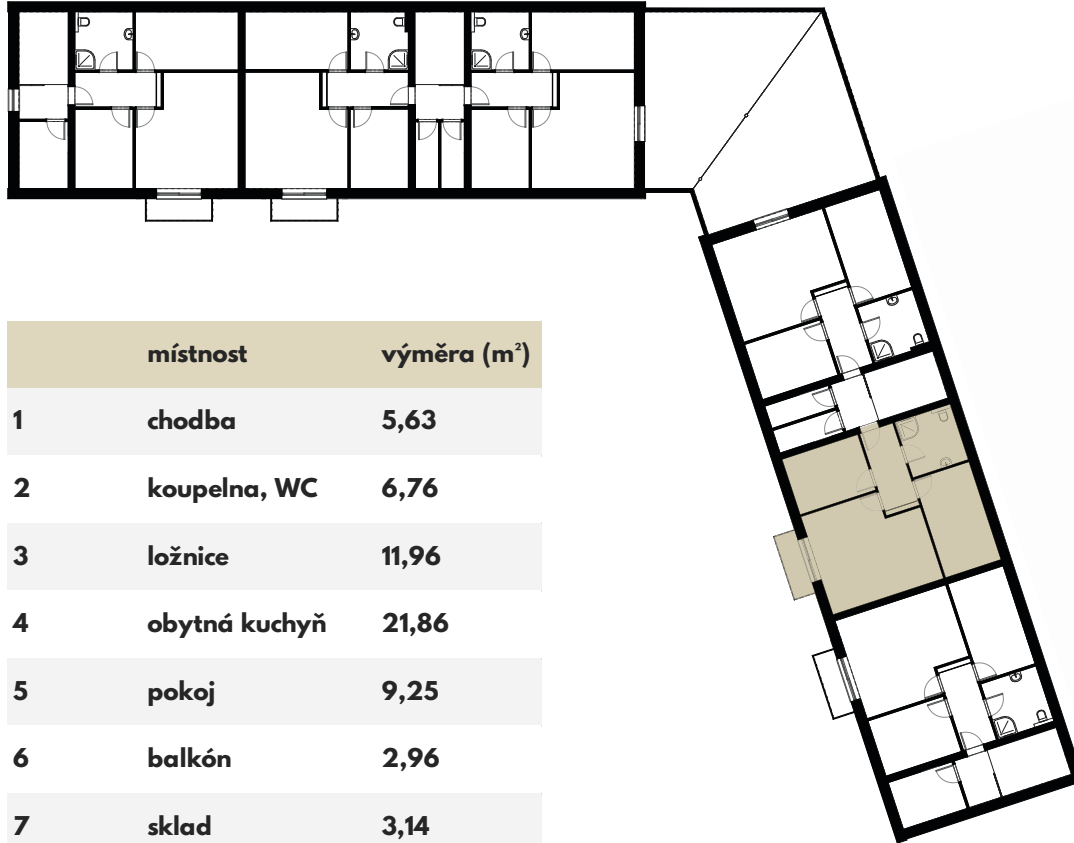 místnost výměra (m²)
1 chodba 5,63
2 koupelna, WC 6,76
3 ložnice 11,96
4 obytná kuchyň 21,86
5 pokoj 9,25
6 balkón 2,96
7 sklad 3,14